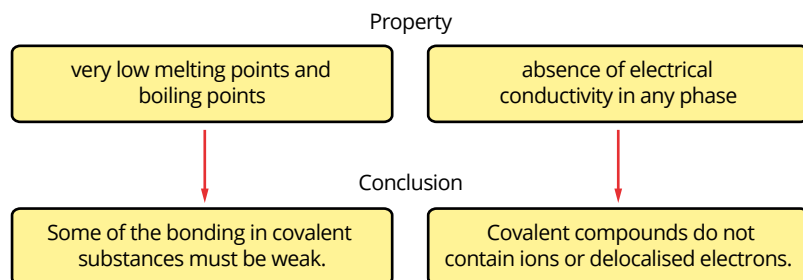 Property
very low melting points and
boiling points
absence of electrical
conductivity in any phase
Conclusion
Some of the bonding in covalent
substances must be weak.
Covalent compounds do not
contain ions or delocalised electrons.